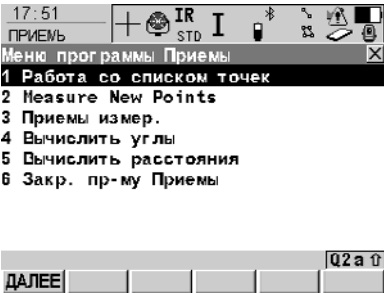 17:51
ПРИЕМЬ
IR
STD
I
Меню программы Приемы
1 Работа со списком точек
2 Measure New Points
3 Приемы измер.
4 Вычислить углы
5 Вычислить расстояния
6 Закр. пр-му Приемы
Q2a
ДАЛЕЕ